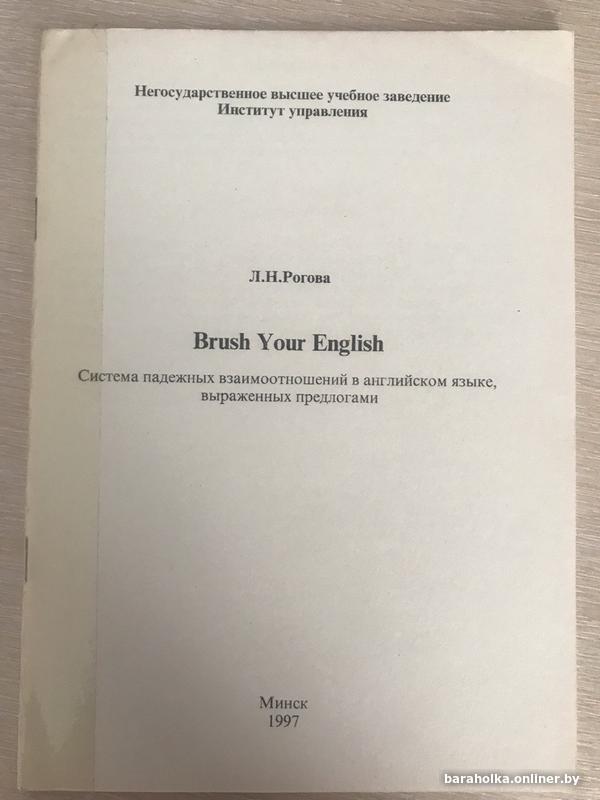 Негосударственное высшее учебное заведение
Институт управления
Л.Н.Рогова
Brush Your English
Система падежных взаимоотношений в английском языке,
выраженных предлогами
Минск
1997
baraholka.onliner.by